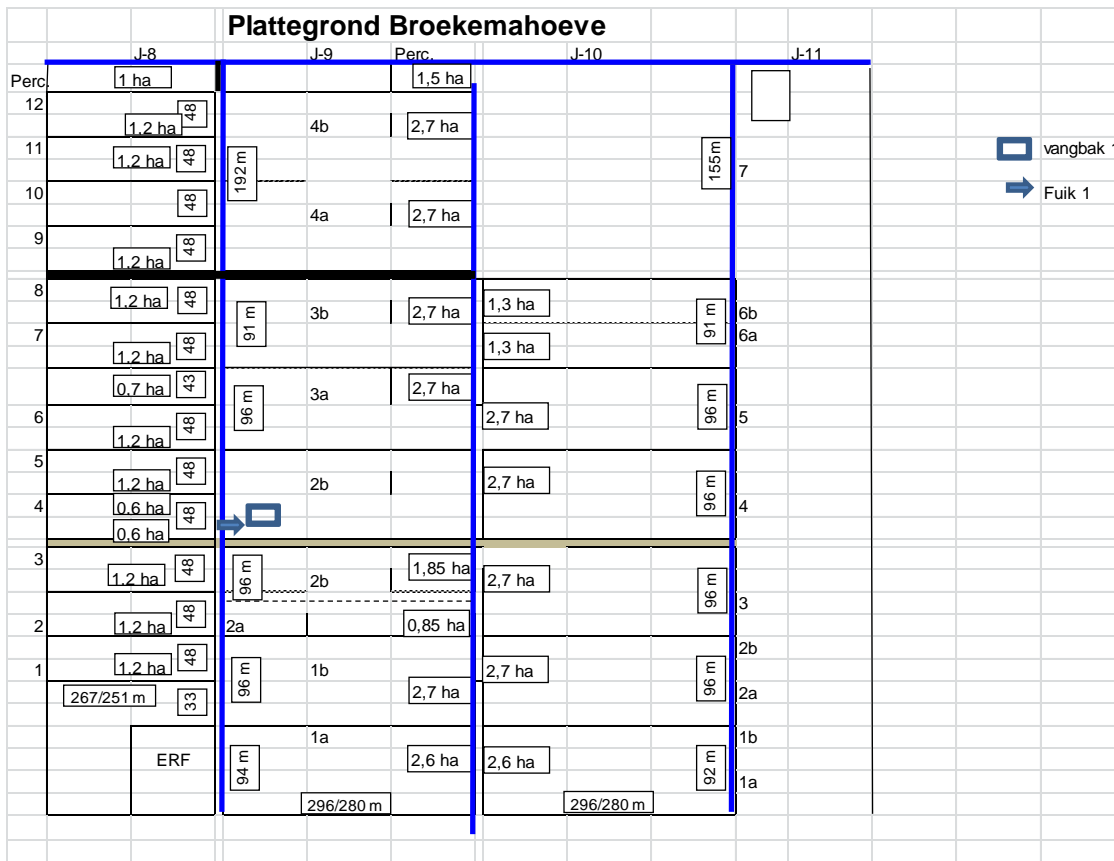 Plattegrond Broekemahoeve
J-8 J-9 Perc. J-10 J-11
Perc. 1 ha 1,5 ha
12 48
1,2 ha 4b 2,7 ha
11 1,2 ha 48 192 m 155 m 7
vangbak 1
10 48
Fuik 1
4a 2,7 ha
9 48
1,2 ha
8 1,2 ha 48 1,3 ha
91 m 3b 2,7 ha 91 m 6b
7 1,2 ha 48 1,3 ha 6a
0,7 ha 43 96 m 3a 2,7 ha
6 48 2,7 ha 96 m 5
1,2 ha
5 1,2 ha 48 2b 2,7 ha 96 m
4 0,6 ha 48 4
0,6 ha
3 1,2 ha 48 96 m 2b 1,85 ha 2,7 ha 96 m
3
2 1,2 ha 48 2a 0,85 ha
1 1,2 ha 48 96 m 1b 2,7 ha 96 m 2b
267/251 m 33 2,7 ha 2a
1a 1b
ERF 94 m 2,6 ha 2,6 ha 92 m
1a
296/280 m 296/280 m